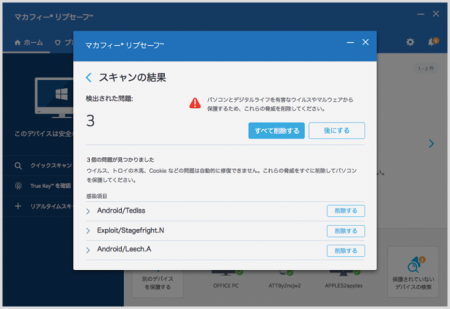 マカフィー® リブセーフ™
ホーム
マカフィー® リブセーフ™
スキャンの結果
検出された問題:
3
パソコンとデジタルライフを有害なウイルスやマルウェアから
保護するため、これらの脅威を削除してください。
すべて削除する
後にする
3 個の問題が見つかりました
ウイルス、トロイの木馬、Cookie などの問題は自動的に修復できません。これらの脅威をすぐに削除してパソコン
を保護してください。
感染項目
Android/Tedlss
削除する
Exploit/Stagefright.N
削除する
Android/Leech.A
削除する
このデバイスは安全
クイックスキャン
True Key™ を確認
リアルタイムスキ
別のデバイス
を保護する
OFFICE PC
APPLES2apples
保護されていない
デバイスの検索